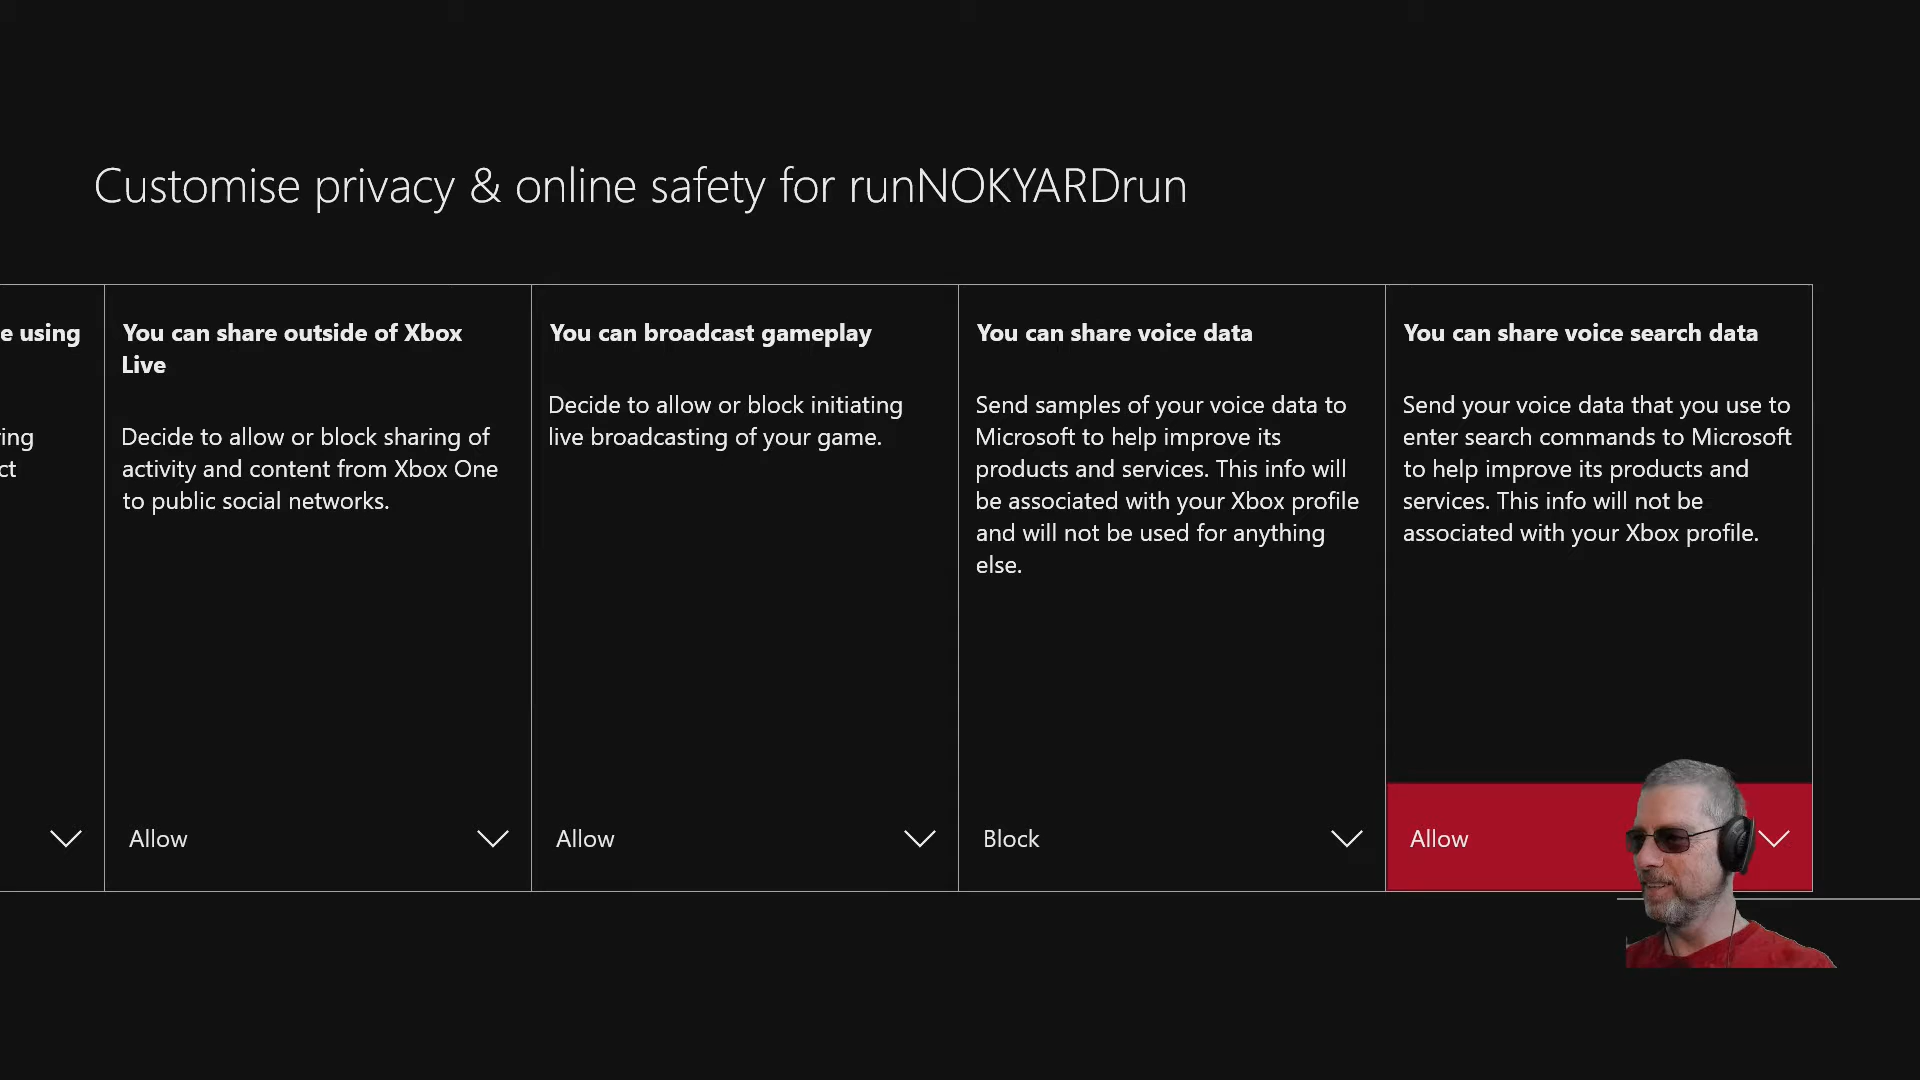 Customise privacy & online safety for runNOKYARDrun
e using
ing
ct
You can share outside of Xbox
Live
Decide to allow or block sharing of
activity and content from Xbox One
to public social networks.
Allow
You can broadcast gameplay
Decide to allow or block initiating
live broadcasting of your game.
Allow
You can share voice data
Send samples of your voice data to
Microsoft to help improve its
products and services. This info will
be associated with your Xbox profile
and will not be used for anything
else.
Block
You can share voice search data
Send your voice data that you use to
enter search commands to Microsoft
to help improve its products and
services. This info will not be
associated with your Xbox profile.
Allow